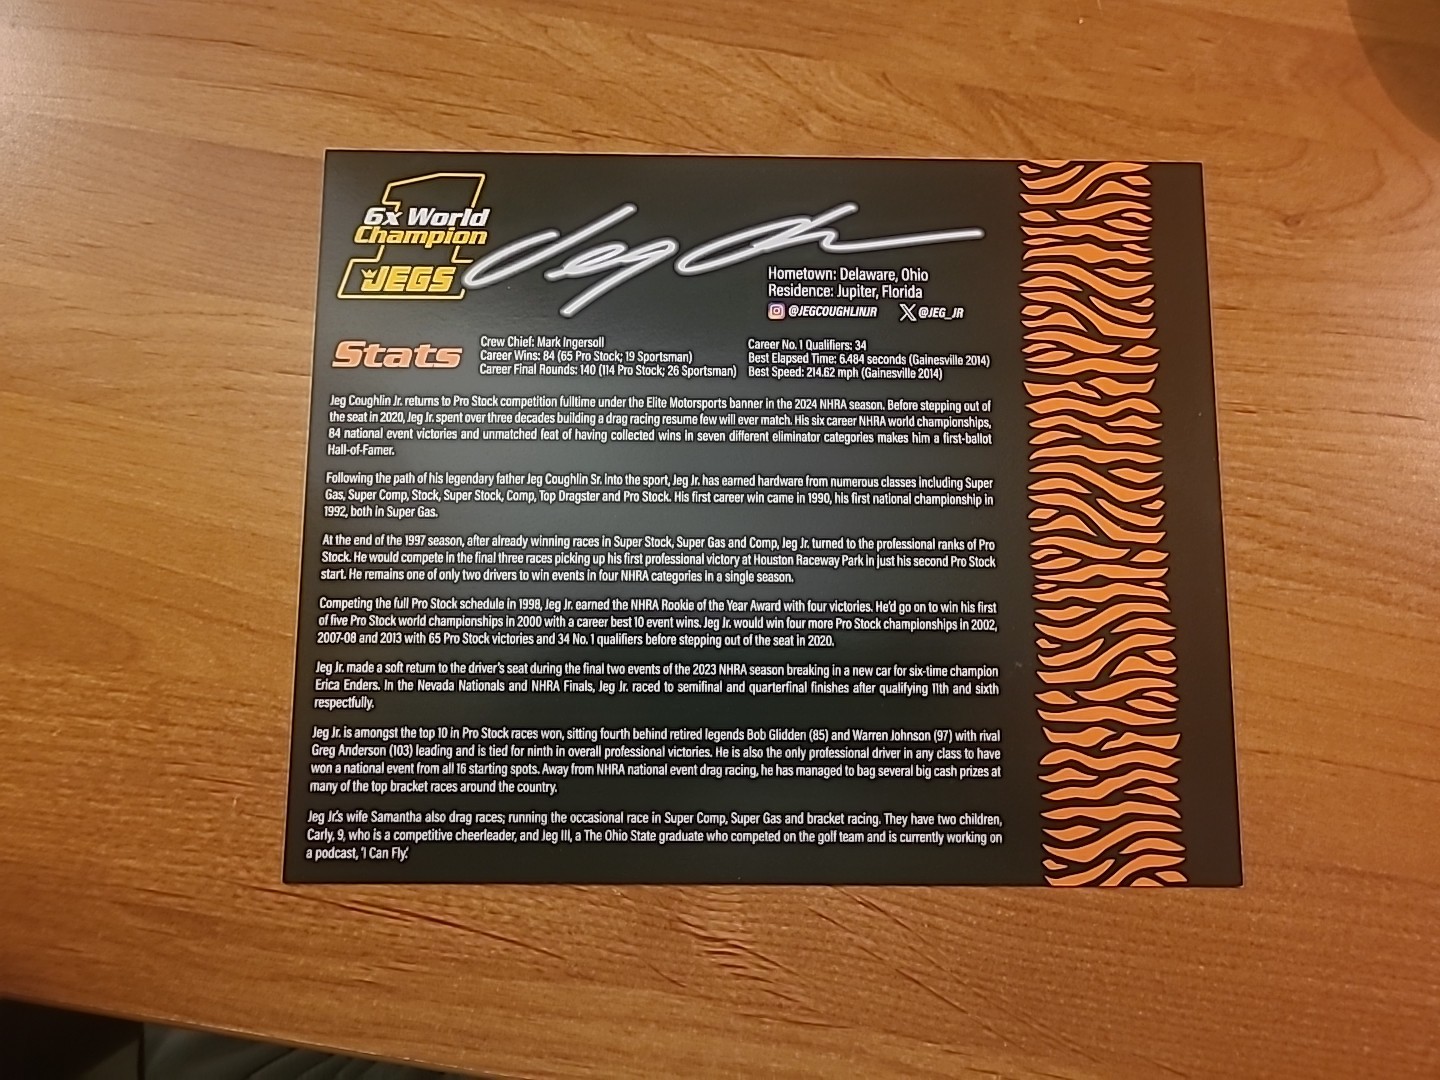 1
6x World
Champion
JEGS
Jeg Co
Hometown: Delaware, Ohio
Residence: Jupiter, Florida
@JEGCOUGHLINJR X @JEG_JR
Stats
Crew Chief: Mark Ingersoll
Career Wins: 84 (65 Pro Stock; 19 Sportsman)
Career Final Rounds: 140 (114 Pro Stock; 26 Sportsman)
Career No. 1 Qualifiers: 34
Best Elapsed Time: 6.484 seconds (Gainesville 2014)
Best Speed: 214.62 mph (Gainesville 2014)
Jeg Coughlin Jr. returns to Pro Stock competition fulltime under the Elite Motorsports banner in the 2024 NHRA season. Before stepping out of
the seat in 2020, Jeg Jr. spent over three decades building a drag racing resume few will ever match. His six career NHRA world championships,
84 national event victories and unmatched feat of having collected wins in seven different eliminator categories makes him a first-ballot
Hall-of-Famer.
Following the path of his legendary father Jeg Coughlin Sr. into the sport, Jeg Jr. has earned hardware from numerous classes including Super
Gas, Super Comp, Stock, Super Stock, Comp, Top Dragster and Pro Stock. His first career win came in 1990, his first national championship in
1992, both in Super Gas.
At the end of the 1997 season, after already winning races in Super Stock, Super Gas and Comp, Jeg Jr. turned to the professional ranks of Pro
Stock. He would compete in the final three races picking up his first professional victory at Houston Raceway Park in just his second Pro Stock
start. He remains one of only two drivers to win events in four NHRA categories in a single season.
Competing the full Pro Stock schedule in 1998, Jeg Jr. earned the NHRA Rookie of the Year Award with four victories. He'd go on to win his first
of five Pro Stock world championships in 2000 with a career best 10 event wins. Jeg Jr. would win four more Pro Stock championships in 2002,
2007-08 and 2013 with 65 Pro Stock victories and 34 No. 1 qualifiers before stepping out of the seat in 2020.
Jeg Jr. made a soft return to the driver's seat during the final two events of the 2023 NHRA season breaking in a new car for six-time champion
Erica Enders. In the Nevada Nationals and NHRA Finals, Jeg Jr. raced to semifinal and quarterfinal finishes after qualifying 11th and sixth
respectfully.
Jeg Jr. is amongst the top 10 in Pro Stock races won, sitting fourth behind retired legends Bob Glidden (85) and Warren Johnson (97) with rival
Greg Anderson (103) leading and is tied for ninth in overall professional victories. He is also the only professional driver in any class to have
won a national event from all 16 starting spots. Away from NHRA national event drag racing, he has managed to bag several big cash prizes at
many of the top bracket races around the country.
Jeg Jr.'s wife Samantha also drag races; running the occasional race in Super Comp, Super Gas and bracket racing. They have two children,
Carly, 9, who is a competitive cheerleader, and Jeg III, a The Ohio State graduate who competed on the golf team and is currently working on
a podcast, 'I Can Fly.'